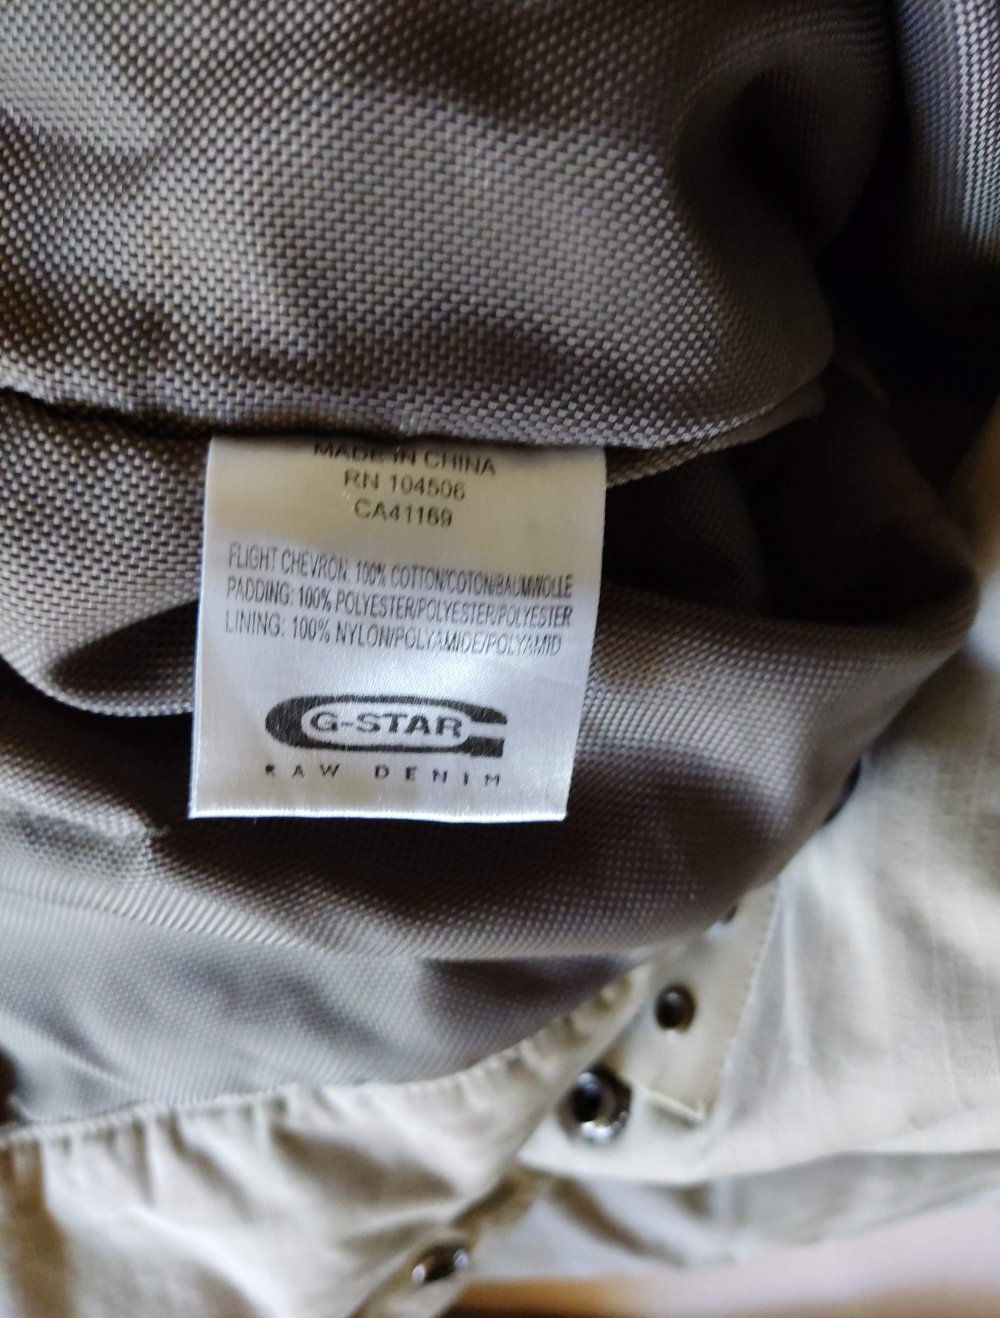 MADE IN CHINA
RN 104506
CA41169
FLIGHT CHEVRON: 100% COTTON/COTON/BAUMWOLLE
PADDING: 100% POLYESTER/POLYESTER/POLYESTER
LINING: 100% NYLON/POLYAMIDE/POLYAMID
G-STAR
RAW DENIM